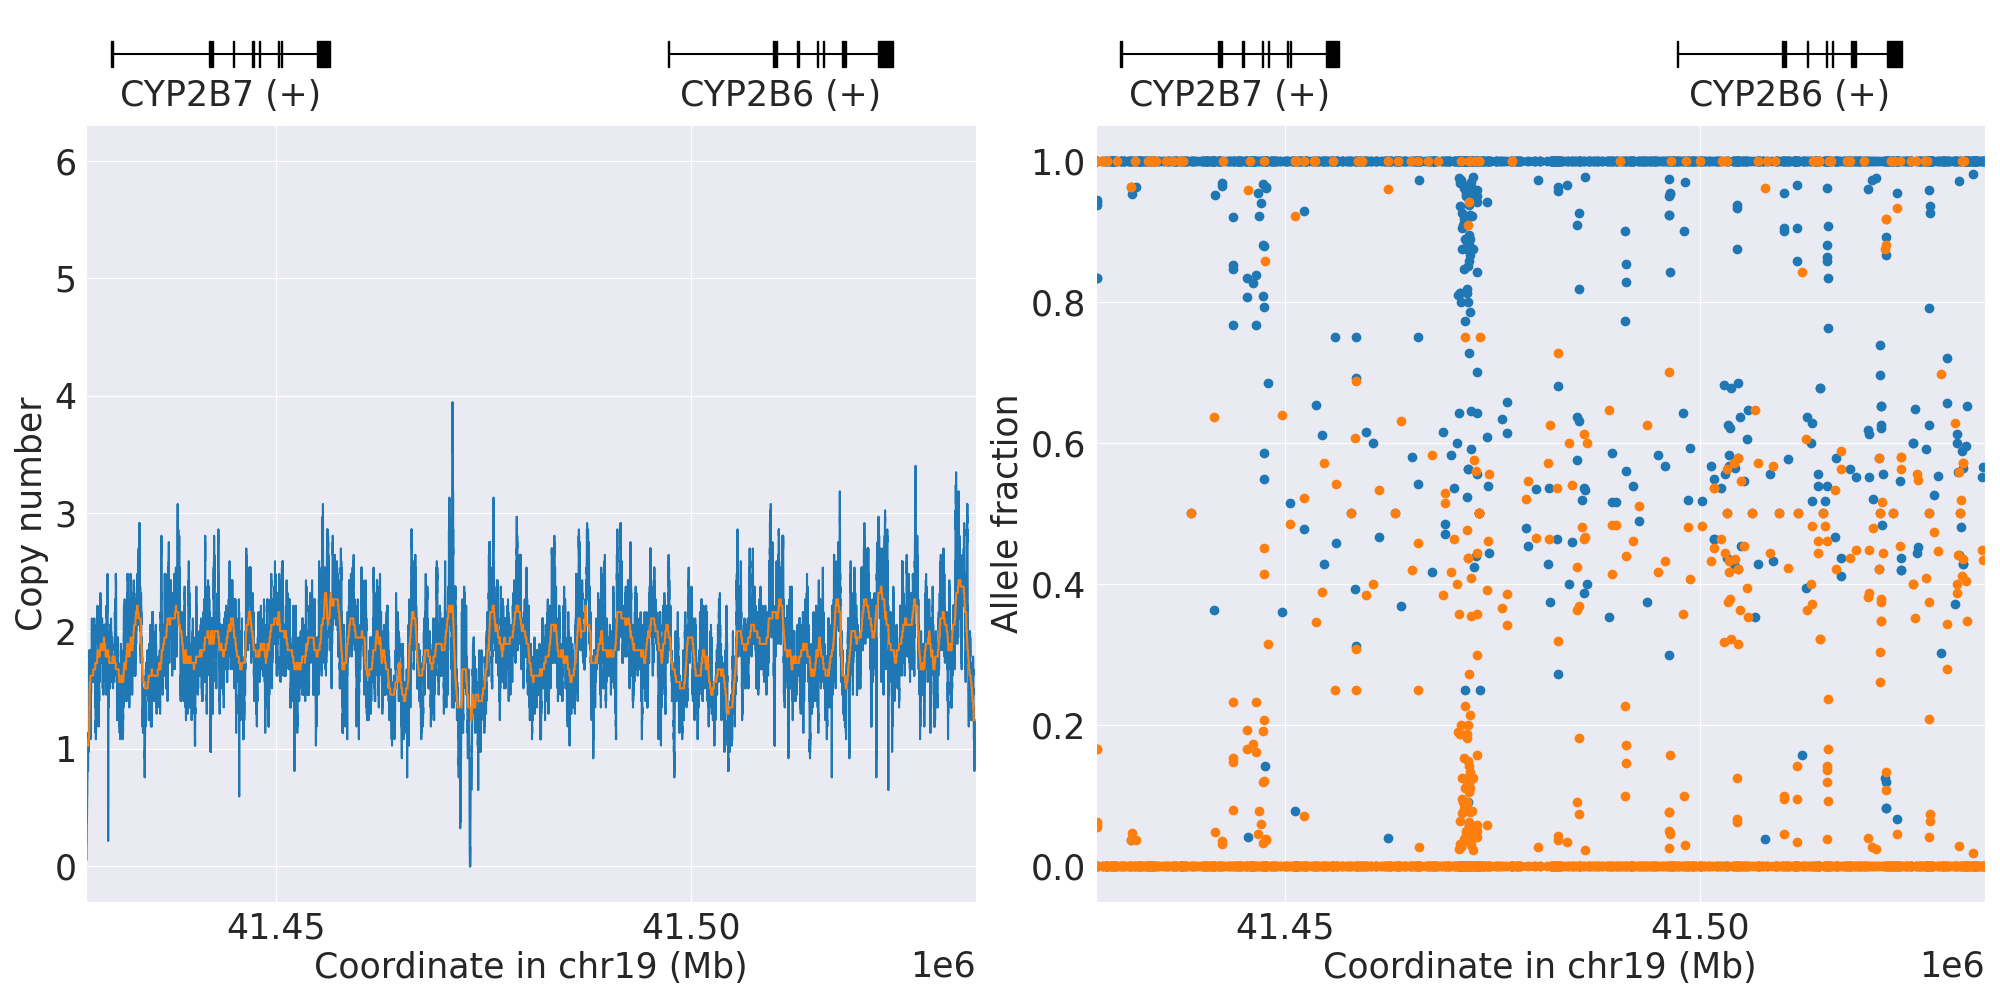 CYP2B7 (+)
CYP2B6 (+)
CYP2B7 (+)
CYP2B6 (+)
6
5
4
3
2
1
0
Copy number
41.45
41.50
Coordinate in chr19 (Mb)
1e6
1.0
0.8
0.6
0.4
0.2
0.0
Allele fraction
41.45
41.50
Coordinate in chr19 (Mb)
1e6